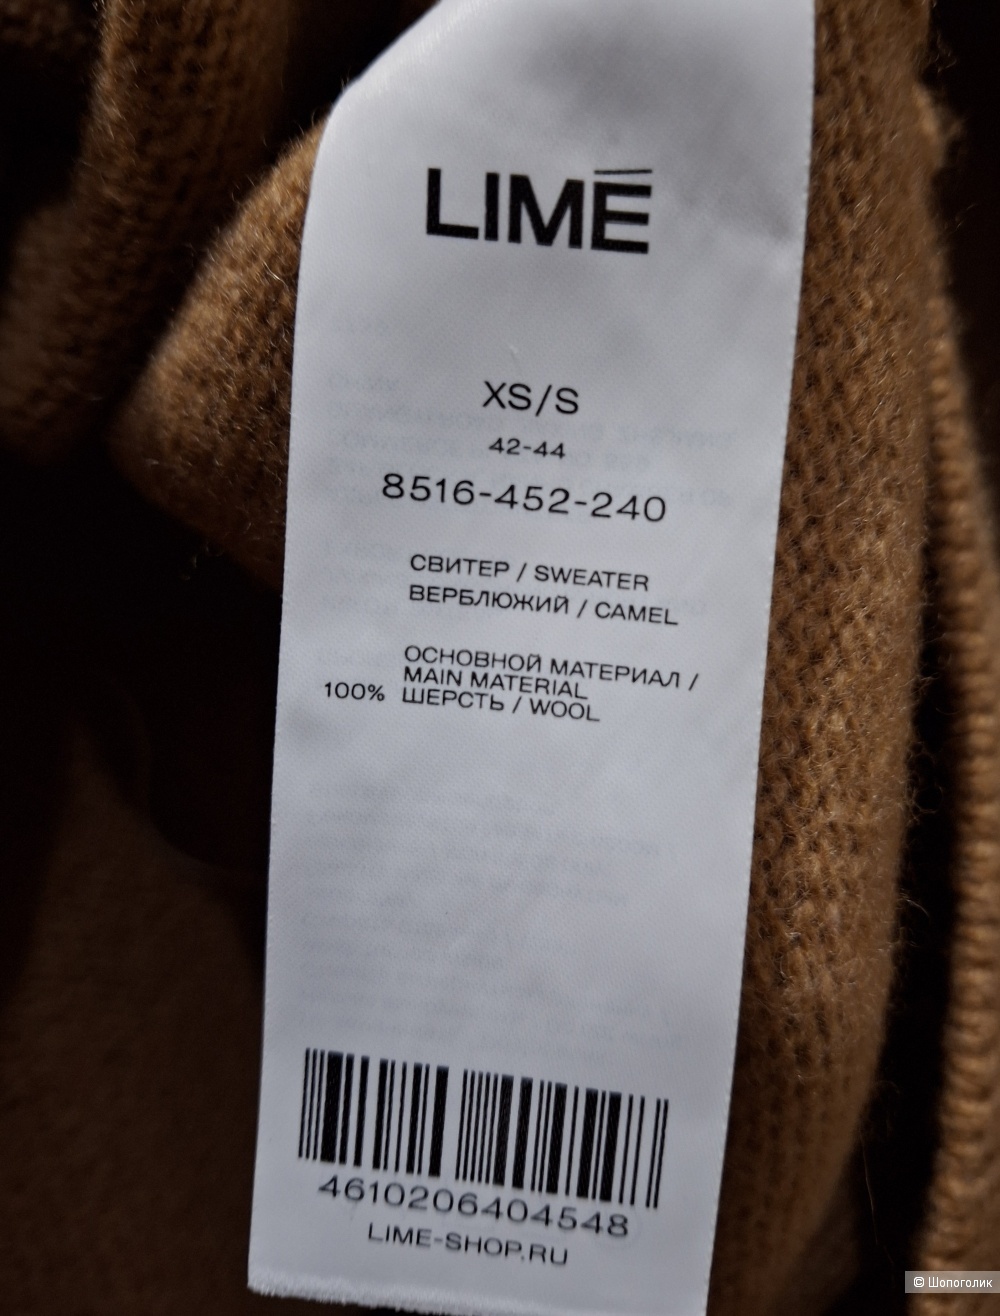 LIMÉ
XS/S
42-44
8516-452-240
СВИТЕР / SWEATER
ВЕРБЛЮЖИЙ / CAMEL
ОСНОВНОЙ МАТЕРИАЛ /
MAIN MATERIAL
100% ШЕРСТЬ / WOOL
4610206404548
LIME-SHOP.RU
© Шопоголик